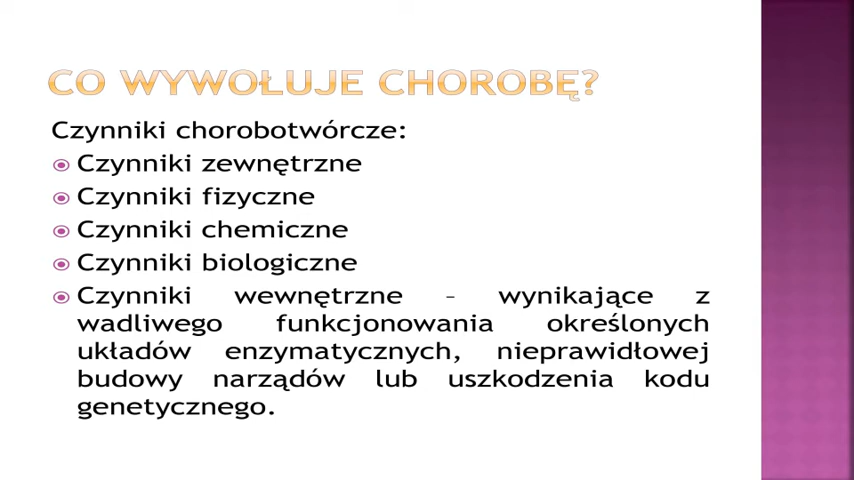 CO WYWOŁUJE CHOROBĘ?
Czynniki chorobotwórcze:
Czynniki zewnętrzne
Czynniki fizyczne
Czynniki chemiczne
Czynniki biologiczne
Czynniki wewnętrzne – wynikające z
wadliwego funkcjonowania określonych
układów enzymatycznych, nieprawidłowej
budowy narządów lub uszkodzenia kodu
genetycznego.